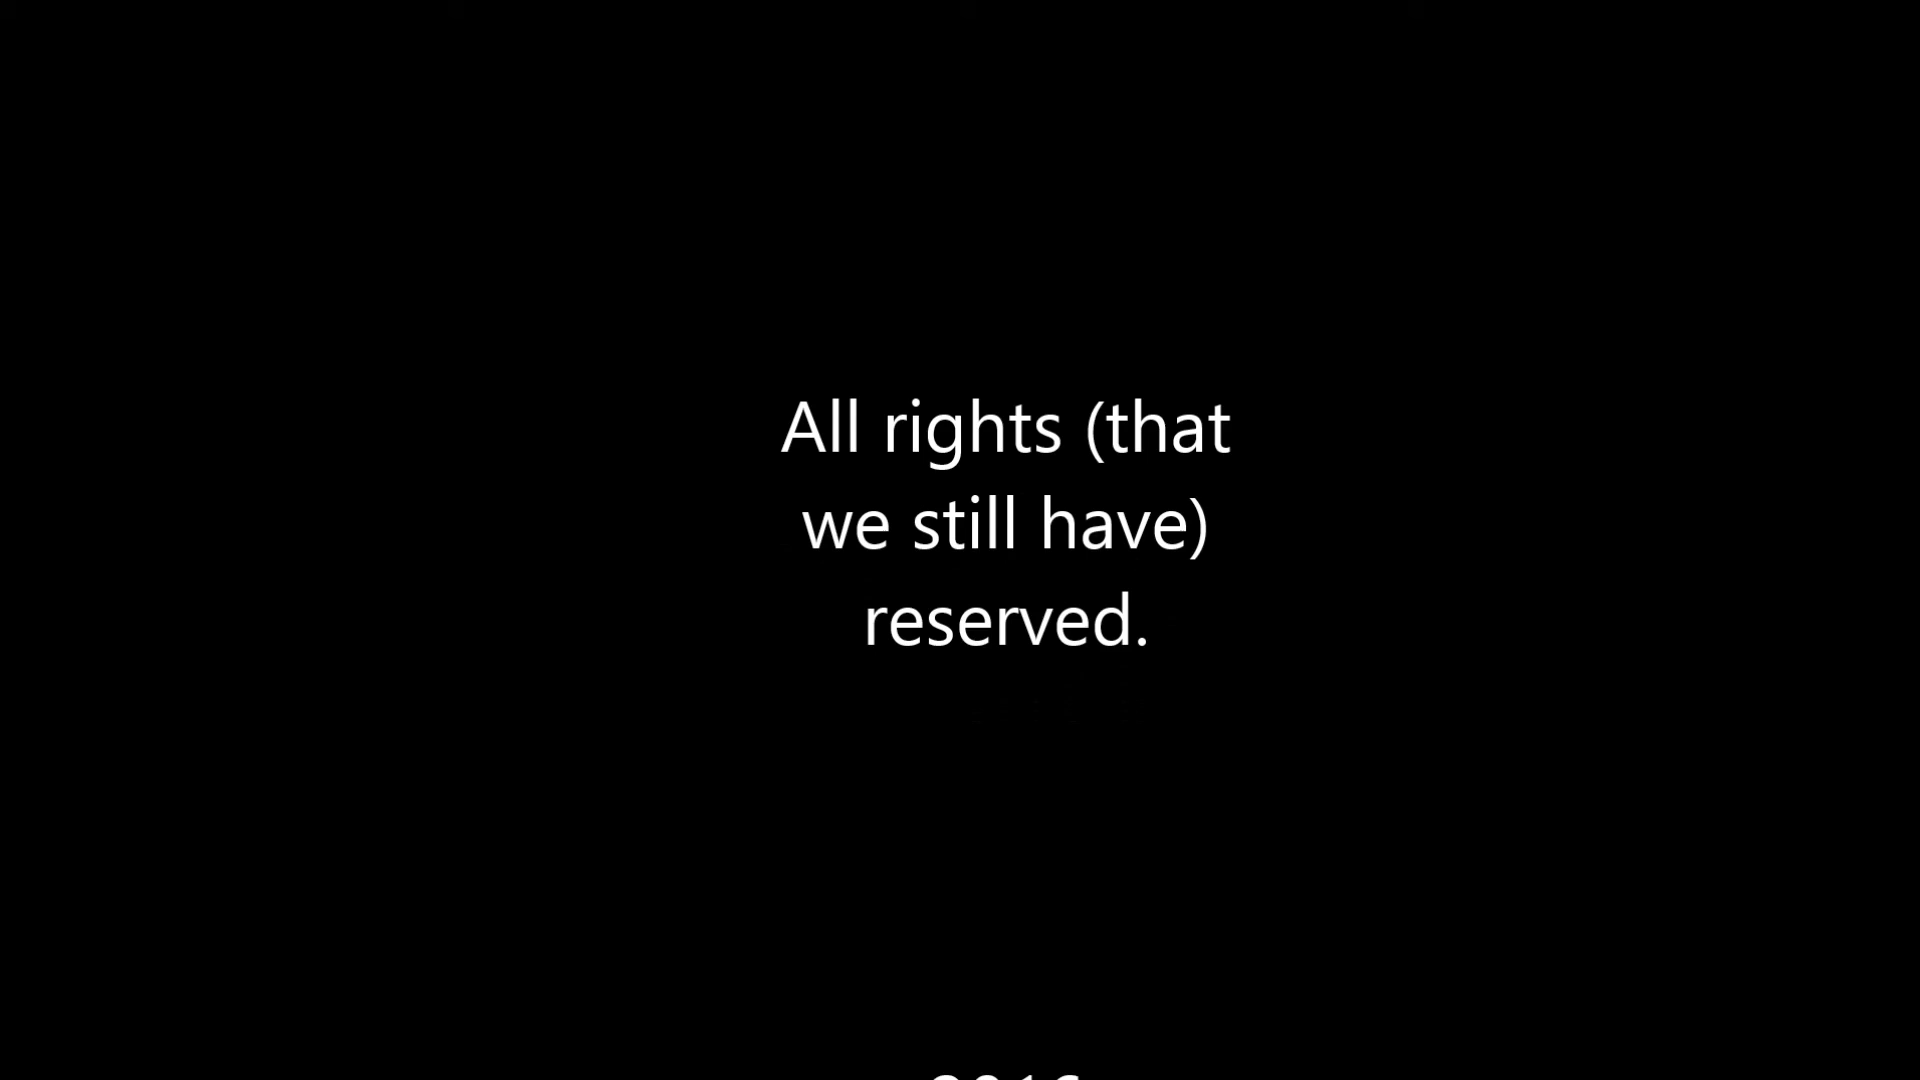 All rights (that
we still have)
reserved.